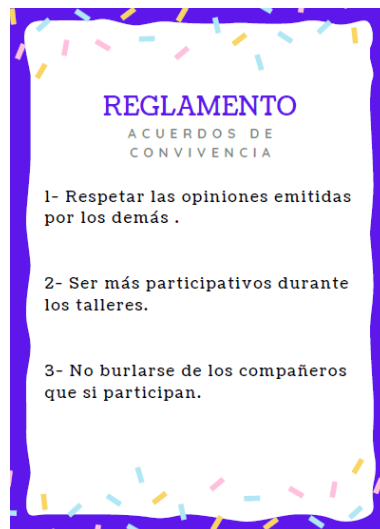 REGLAMENTO
ACUERDOS DE
CONVIVENCIA
1- Respetar las opiniones emitidas
por los demás .
2- Ser más participativos durante
los talleres.
3- No burlarse de los compañeros
que si participan.